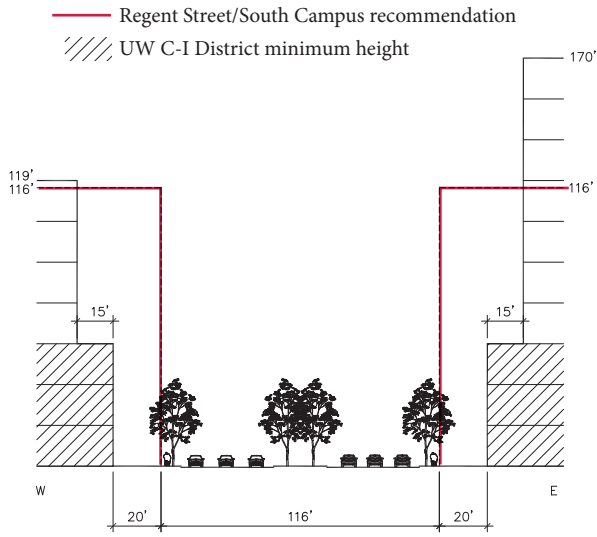 Regent Street/South Campus recommendation
UW C-I District minimum height
170'
119'
116'
116'
15'
15'
W
E
20'
116'
20'